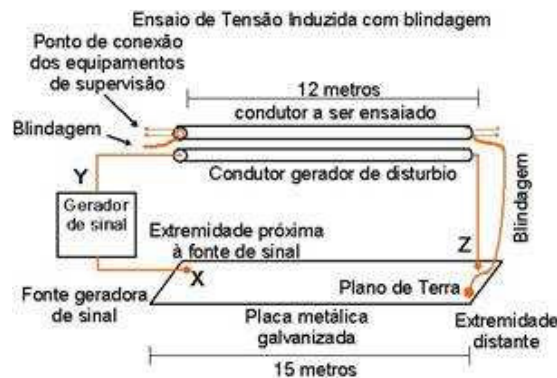 Ensaio de Tensão Induzida com blindagem
Ponto de conexão
dos equipamentos
de supervisão
12 metros
condutor a ser ensaiado
Blindagem
Condutor gerador de disturbio
Y
Gerador
de sinal
Extremidade próxima
à fonte de sinal
Z
Blindagem
X
Plano de Terra
Fonte geradora
de sinal
Placa metálica
galvanizada
Extremidade
distante
15 metros